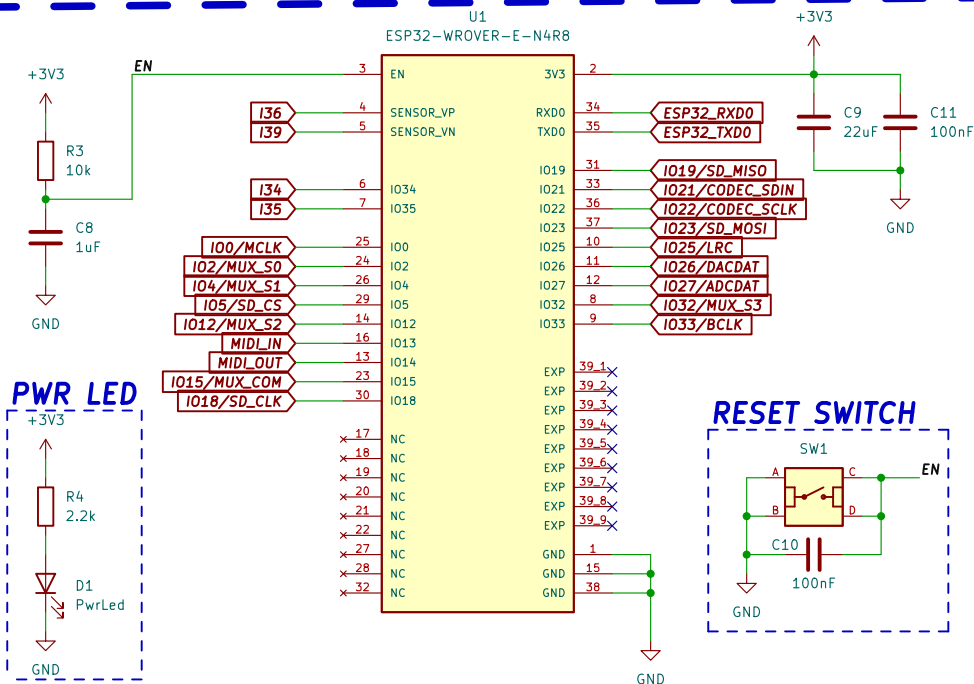 U1
ESP32-WROVER-E-N4R8
3 EN
4 SENSOR_VP
5 SENSOR_VN
6 IO34
7 IO35
25 IO0
24 IO2
26 IO4
29 IO5
14 IO12
16 IO13
13 IO14
23 IO15
30 IO18
17 NC
18 NC
19 NC
20 NC
21 NC
22 NC
27 NC
28 NC
32 NC
3V3 2
RXD0 34
TXD0 35
IO19 31
IO21 33
IO22 36
IO23 37
IO25 10
IO26 11
IO27 12
IO32 8
IO33 9
EXP 39_1
EXP 39_2
EXP 39_3
EXP 39_4
EXP 39_5
EXP 39_6
EXP 39_7
EXP 39_8
EXP 39_9
GND 1
GND 15
GND 38
GND
+3V3
EN
R3
10k
C8
1uF
GND
I36
I39
I34
I35
IO0/MCLK
IO2/MUX_S0
IO4/MUX_S1
IO5/SD_CS
IO12/MUX_S2
MIDI_IN
MIDI_OUT
IO15/MUX_COM
IO18/SD_CLK
ESP32_RXD0
ESP32_TXD0
IO19/SD_MISO
IO21/CODEC_SDIN
IO22/CODEC_SCLK
IO23/SD_MOSI
IO25/LRC
IO26/DACDAT
IO27/ADCDAT
IO32/MUX_S3
IO33/BCLK
+3V3
C9
22uF
C11
100nF
GND
PWR LED
+3V3
R4
2.2k
D1
PwrLed
GND
RESET SWITCH
SW1
A C
B D
EN
C10
100nF
GND